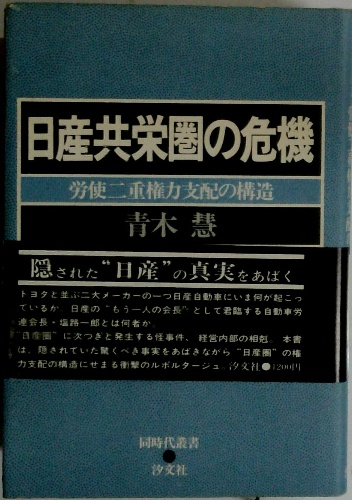 日産共栄圏の危機
労使二重権力支配の構造
青木 慧
隠された“日産”の真実をあばく
トヨタと並ぶ二大メーカーの一つ日産自動車にいま何が起こっ
ているか。日産の“もう一人の会長”として君臨する自動車労
連会長・塩路一郎とは何者か。
“日産圏”に次つぎと発生する怪事件、経営内部の相剋。本書
は、隠されていた驚くべき事実をあばきながら“日産圏”の権
力支配の構造にせまる衝撃のルポルタージュ。汐文社●1200円
同時代叢書
●
汐文社